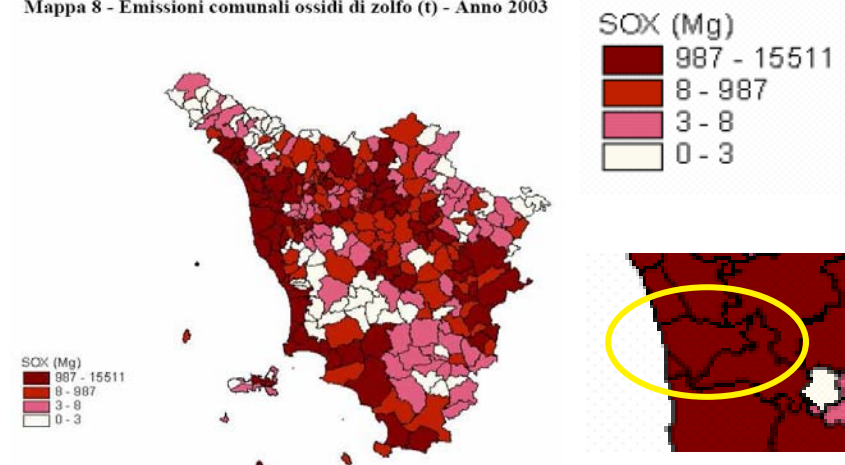 Mappa 8 - Emissioni comunali ossidi di zolfo (t) - Anno 2003
SOX (Mg)
987 - 15511
8 - 987
3 - 8
0 - 3
SOX (Mg)
987 - 15511
8 - 987
3 - 8
0 - 3